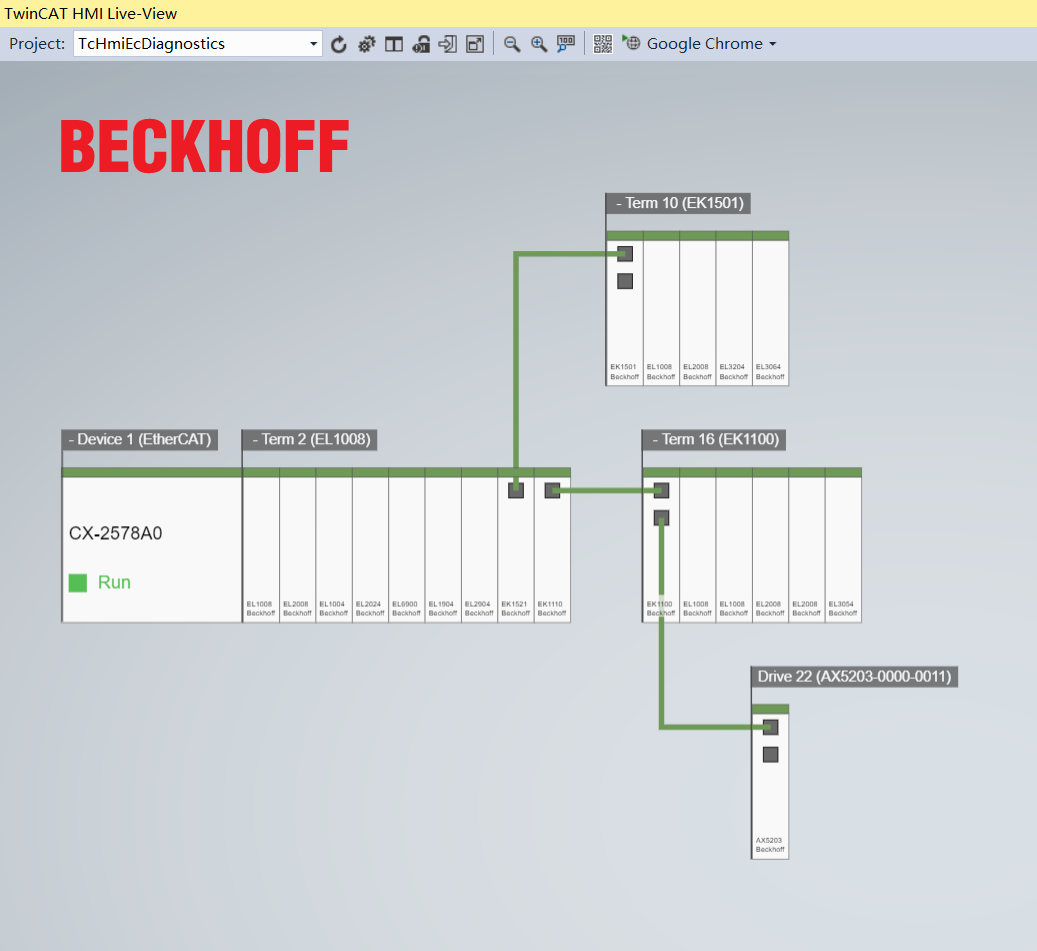 TwinCAT HMI Live-View
Project: TcHmiEcDiagnostics Google Chrome
BECKHOFF
- Term 10 (EK1501)
EK1501 EL1008 EL2008 EL3204 EL3064
Beckhoff Beckhoff Beckhoff Beckhoff Beckhoff
- Device 1 (EtherCAT) - Term 2 (EL1008) - Term 16 (EK1100)
CX-2578A0
Run
EL1008 EL2008 EL1004 EL2024 EL6900 EL1904 EL2904 EK1521 EK1110 EK1100 EL1008 EL1008 EL2008 EL2008 EL3054
Beckhoff Beckhoff Beckhoff Beckhoff Beckhoff Beckhoff Beckhoff Beckhoff Beckhoff Beckhoff Beckhoff Beckhoff Beckhoff Beckhoff Beckhoff
Drive 22 (AX5203-0000-0011)
AX5203
Beckhoff